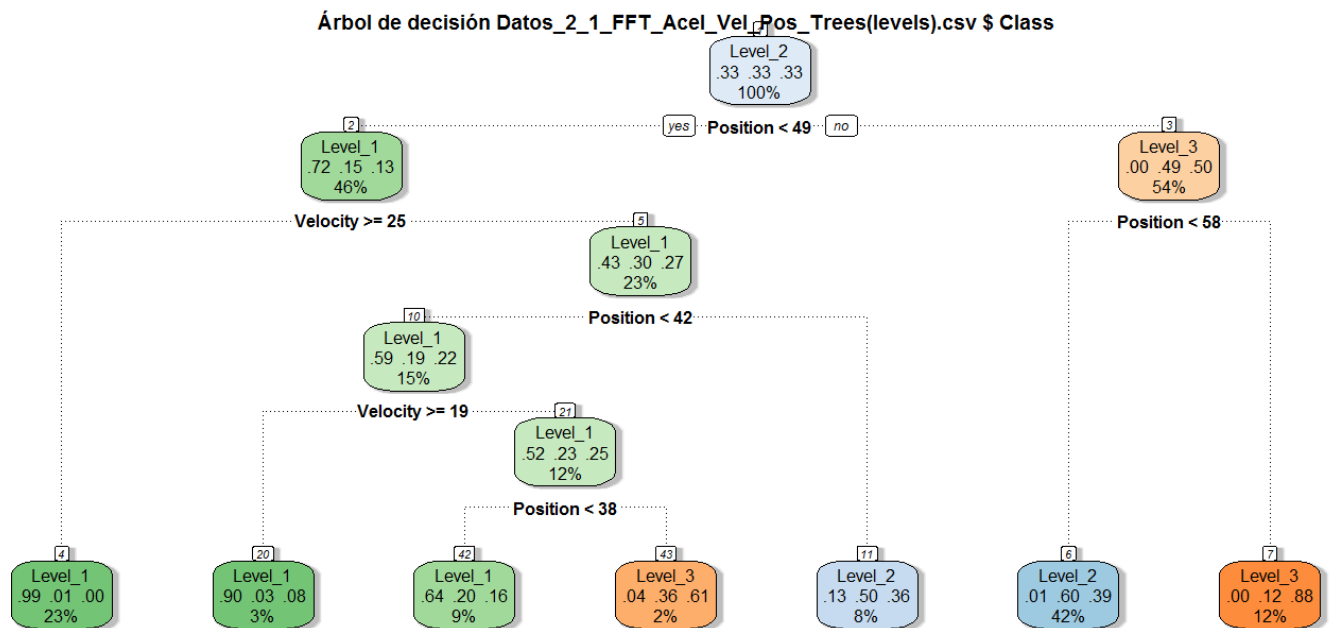 Árbol de decisión Datos_2_1_FFT_Acel_Vel_Pos_Trees(levels).csv $ Class
Level_2
.33 .33 .33
100%
yes Position < 49 no
2
Level_1
.72 .15 .13
46%
3
Level_3
.00 .49 .50
54%
Velocity >= 25
Position < 58
5
Level_1
.43 .30 .27
23%
Position < 42
10
Level_1
.59 .19 .22
15%
Velocity >= 19
21
Level_1
.52 .23 .25
12%
Position < 38
4
Level_1
.99 .01 .00
23%
20
Level_1
.90 .03 .08
3%
42
Level_1
.64 .20 .16
9%
43
Level_3
.04 .36 .61
2%
11
Level_2
.13 .50 .36
8%
6
Level_2
.01 .60 .39
42%
7
Level_3
.00 .12 .88
12%